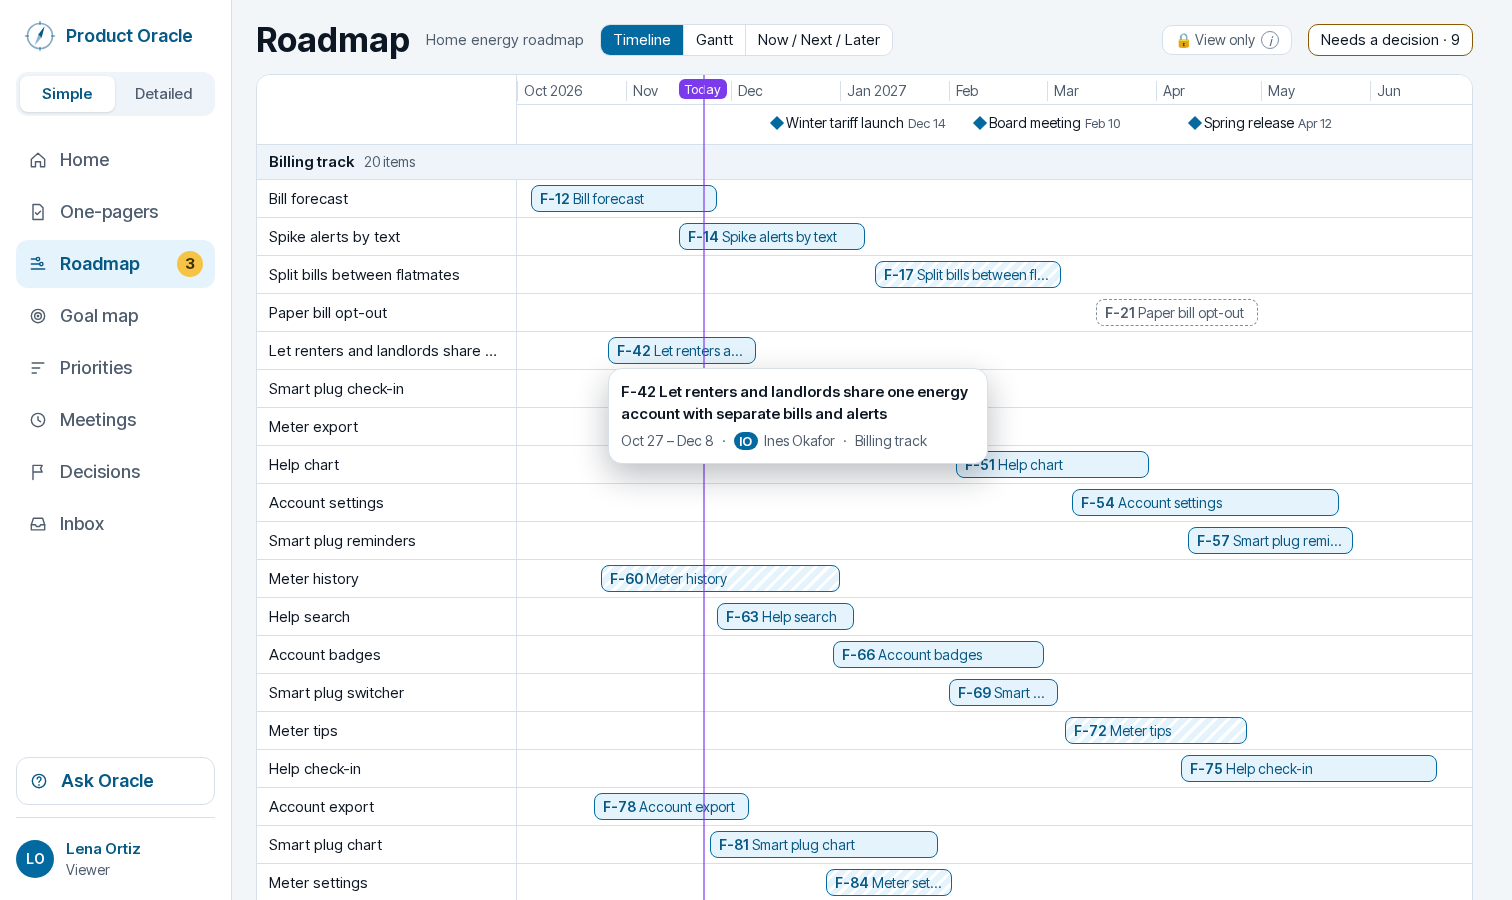 Product Oracle
Simple
Detailed
Home
One-pagers
Roadmap
3
Goal map
Priorities
Meetings
Decisions
Inbox
Ask Oracle
LO
Lena Ortiz
Viewer
Roadmap
Home energy roadmap
Timeline
Gantt
Now / Next / Later
🔒 View only i
Needs a decision · 9
Oct 2026
Nov
Today
Dec
Jan 2027
Feb
Mar
Apr
May
Jun
Winter tariff launch Dec 14
Board meeting Feb 10
Spring release Apr 12
Billing track 20 items
Bill forecast
F-12 Bill forecast
Spike alerts by text
F-14 Spike alerts by text
Split bills between flatmates
F-17 Split bills between fl…
Paper bill opt-out
F-21 Paper bill opt-out
Let renters and landlords share …
F-42 Let renters a…
Smart plug check-in
F-42 Let renters and landlords share one energy
account with separate bills and alerts
Oct 27 – Dec 8 · IO Ines Okafor · Billing track
Meter export
Help chart
F-51 Help chart
Account settings
F-54 Account settings
Smart plug reminders
F-57 Smart plug remi…
Meter history
F-60 Meter history
Help search
F-63 Help search
Account badges
F-66 Account badges
Smart plug switcher
F-69 Smart …
Meter tips
F-72 Meter tips
Help check-in
F-75 Help check-in
Account export
F-78 Account export
Smart plug chart
F-81 Smart plug chart
Meter settings
F-84 Meter set…